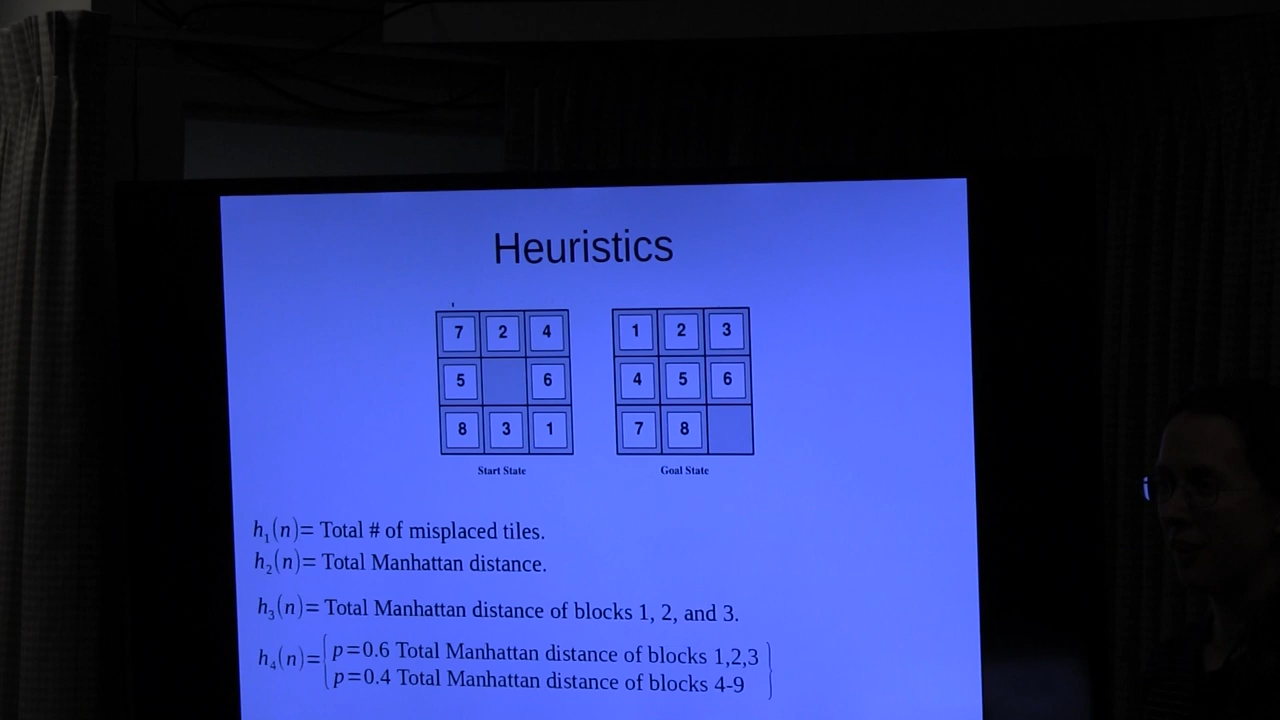 Heuristics
7 2 4
5 6
8 3 1
Start State
1 2 3
4 5 6
7 8
Goal State
h₁(n)= Total # of misplaced tiles.
h₂(n)= Total Manhattan distance.
h₃(n)= Total Manhattan distance of blocks 1, 2, and 3.
h₄(n)={p=0.6 Total Manhattan distance of blocks 1,2,3
p=0.4 Total Manhattan distance of blocks 4-9}